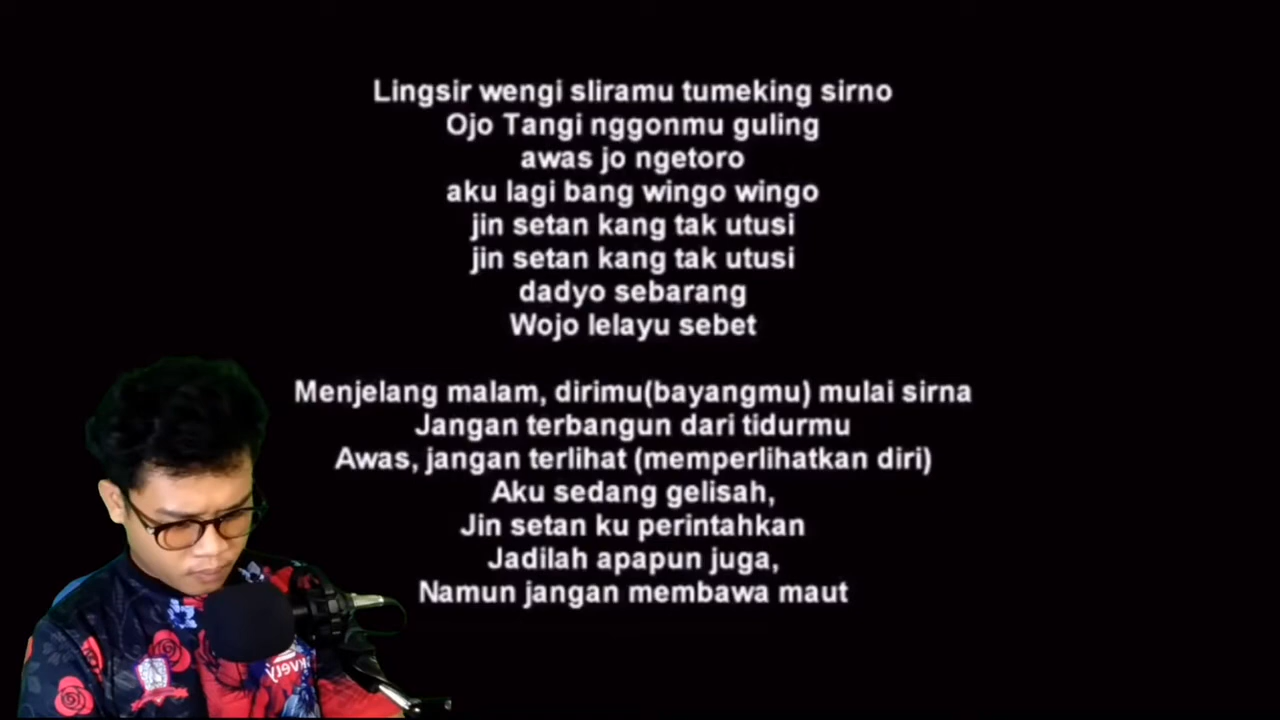 Lingsir wengi sliramu tumeking sirno
Ojo Tangi nggonmu guling
awas jo ngetoro
aku lagi bang wingo wingo
jin setan kang tak utusi
jin setan kang tak utusi
dadyo sebarang
Wojo lelayu sebet
Menjelang malam, dirimu(bayangmu) mulai sirna
Jangan terbangun dari tidurmu
Awas, jangan terlihat (memperlihatkan diri)
Aku sedang gelisah,
Jin setan ku perintahkan
Jadilah apapun juga,
Namun jangan membawa maut